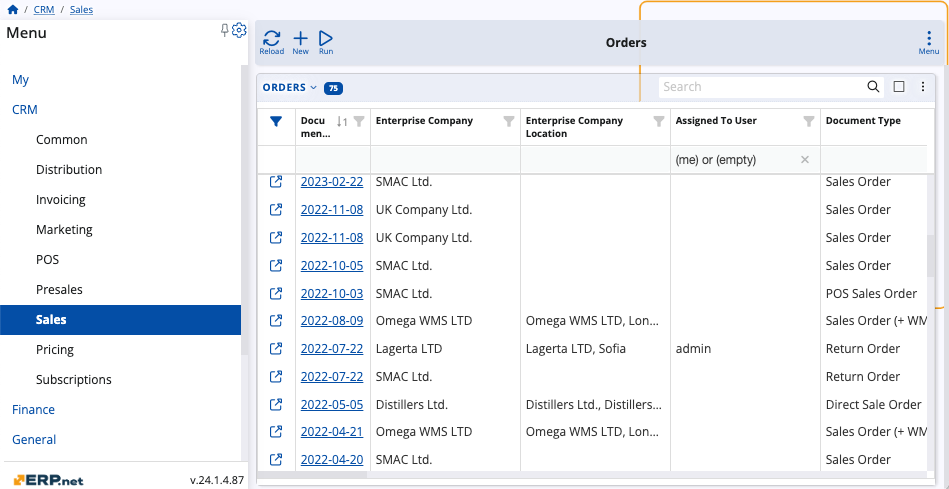 / CRM / Sales
Menu
My
CRM
Common
Distribution
Invoicing
Marketing
POS
Presales
Sales
Pricing
Subscriptions
Finance
General
ERP.net v.24.1.4.87
Reload New Run Orders Menu
ORDERS 75 Search
Docu men... 1 Enterprise Company Enterprise Company Location Assigned To User Document Type
(me) or (empty)
2023-02-22 SMAC Ltd. Sales Order
2022-11-08 UK Company Ltd. Sales Order
2022-11-08 UK Company Ltd. Sales Order
2022-10-05 SMAC Ltd. Sales Order
2022-10-03 SMAC Ltd. POS Sales Order
2022-08-09 Omega WMS LTD Omega WMS LTD, Lon... Sales Order (+ WM
2022-07-22 Lagerta LTD Lagerta LTD, Sofia admin Return Order
2022-07-22 SMAC Ltd. Return Order
2022-05-05 Distillers Ltd. Distillers Ltd., Distillers... Direct Sale Order
2022-04-21 Omega WMS LTD Omega WMS LTD, Lon... Sales Order (+ WM
2022-04-20 SMAC Ltd. Sales Order